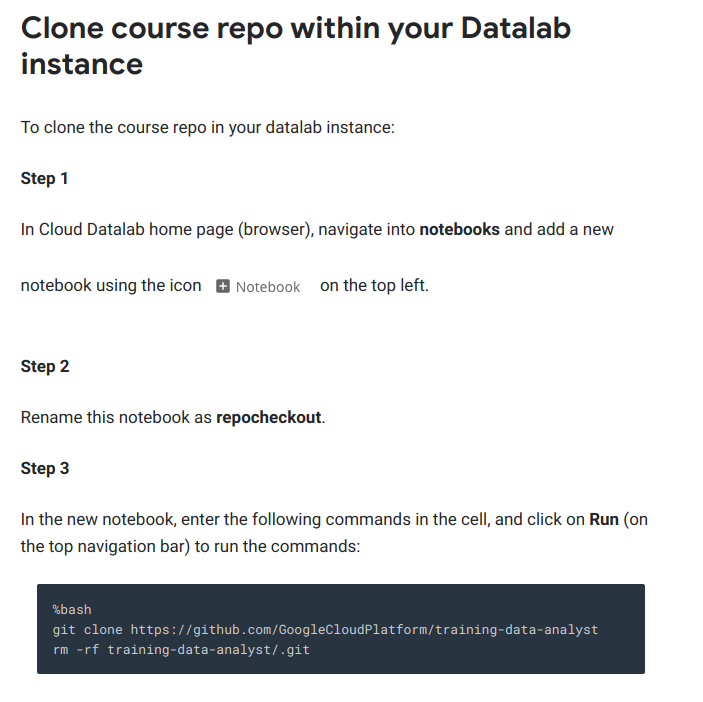 Clone course repo within your Datalab
instance
To clone the course repo in your datalab instance:
Step 1
In Cloud Datalab home page (browser), navigate into notebooks and add a new
notebook using the icon Notebook on the top left.
Step 2
Rename this notebook as repocheckout.
Step 3
In the new notebook, enter the following commands in the cell, and click on Run (on
the top navigation bar) to run the commands:
%bash
git clone https://github.com/GoogleCloudPlatform/training-data-analyst
rm -rf training-data-analyst/.git